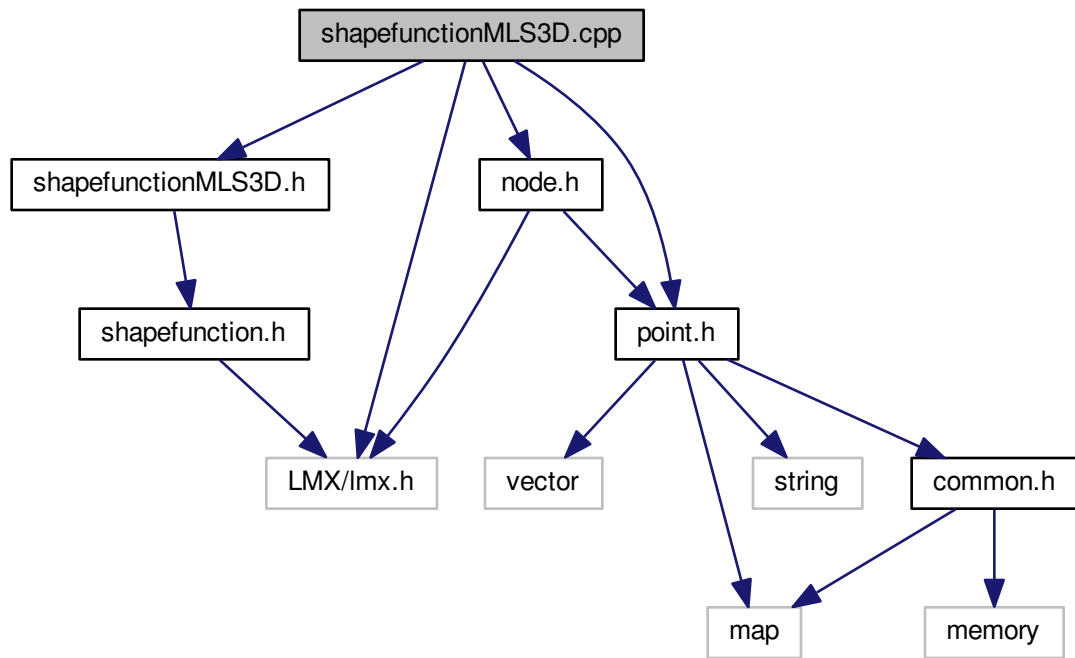 shapefunctionMLS3D.cpp
shapefunctionMLS3D.h
node.h
shapefunction.h
point.h
LMX/lmx.h
vector
string
common.h
map
memory